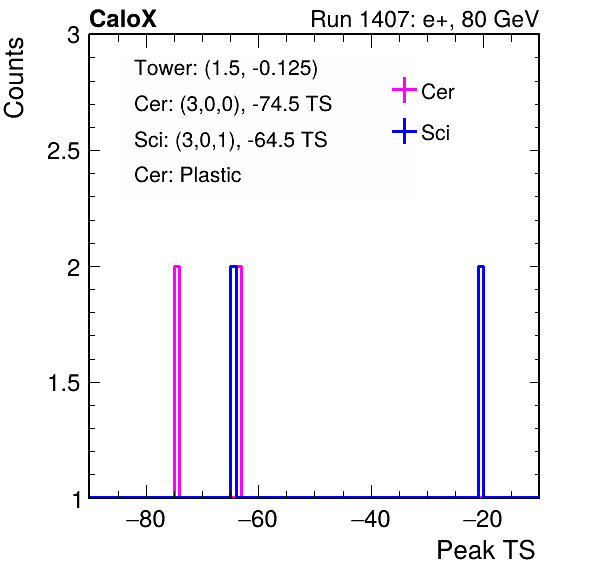 CaloX Run 1407: e+, 80 GeV
Counts
3
2.5
2
1.5
1
Tower: (1.5, -0.125)
Cer: (3,0,0), -74.5 TS
Sci: (3,0,1), -64.5 TS
Cer: Plastic
Cer
Sci
−80 −60 −40 −20
Peak TS